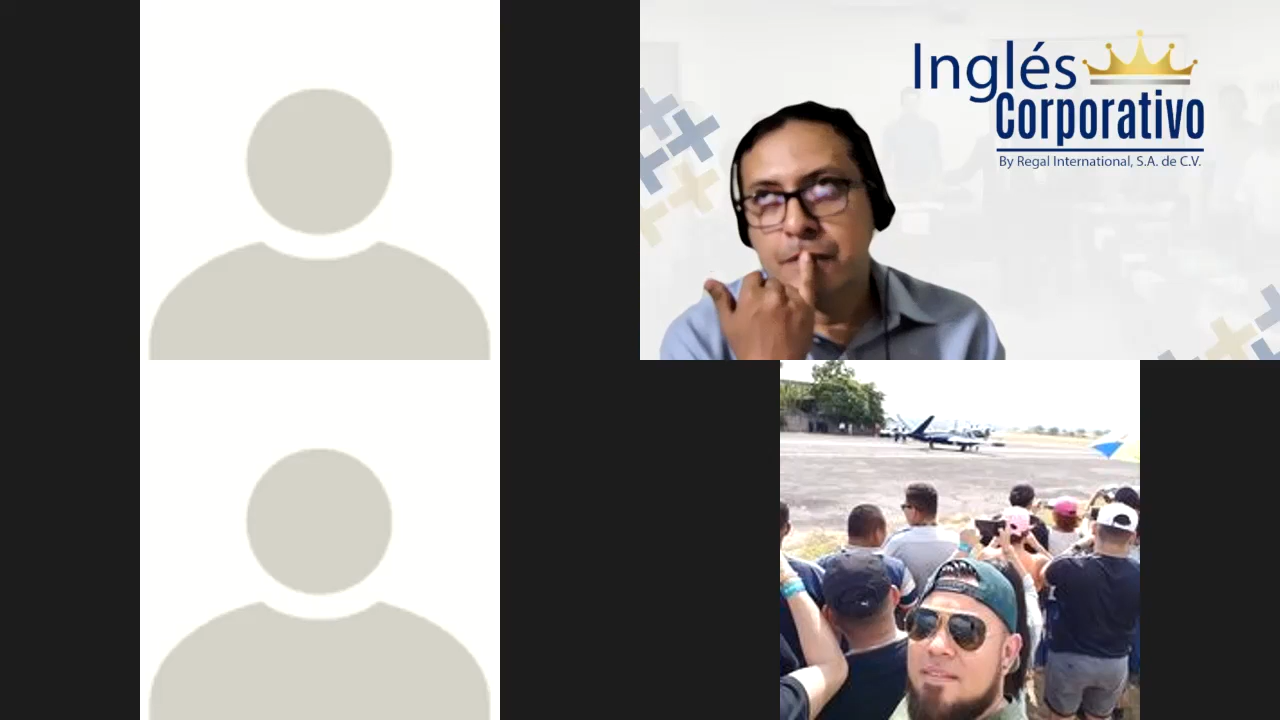 Inglés
Corporativo
By Regal International, S.A. de C.V.